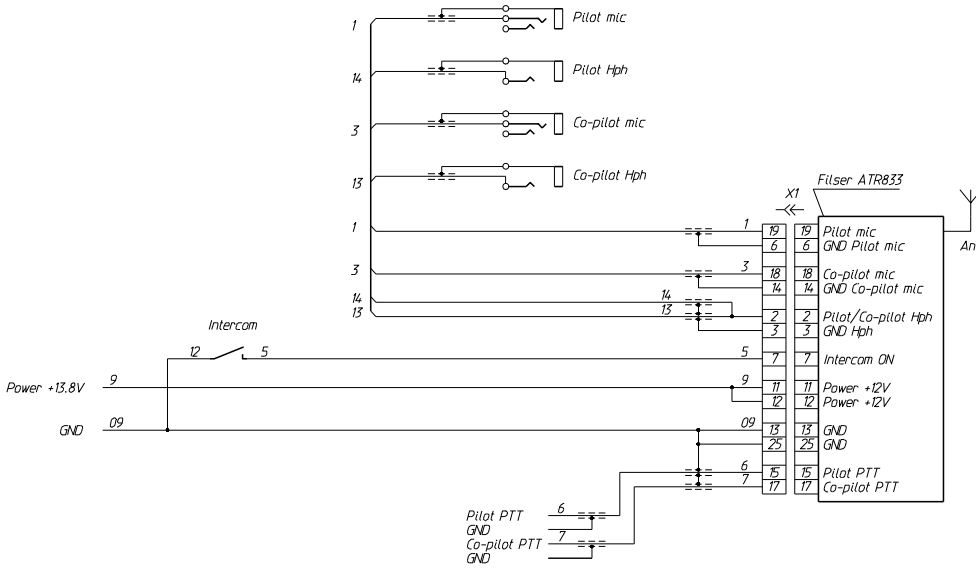 1 Pilot mic
14 Pilot Hph
3 Co-pilot mic
13 Co-pilot Hph
Filser ATR833
X1
1 1 19 19 Pilot mic
6 6 GND Pilot mic
An
3 3 18 18 Co-pilot mic
14 14 GND Co-pilot mic
14 14
13 13 2 2 Pilot/Co-pilot Hph
3 3 GND Hph
Intercom
12 5 5 7 7 Intercom ON
Power +13.8V 9 9 11 11 Power +12V
12 12 Power +12V
GND 09 09 13 13 GND
25 25 GND
6 15 15 Pilot PTT
7 17 17 Co-pilot PTT
Pilot PTT 6
GND
Co-pilot PTT 7
GND